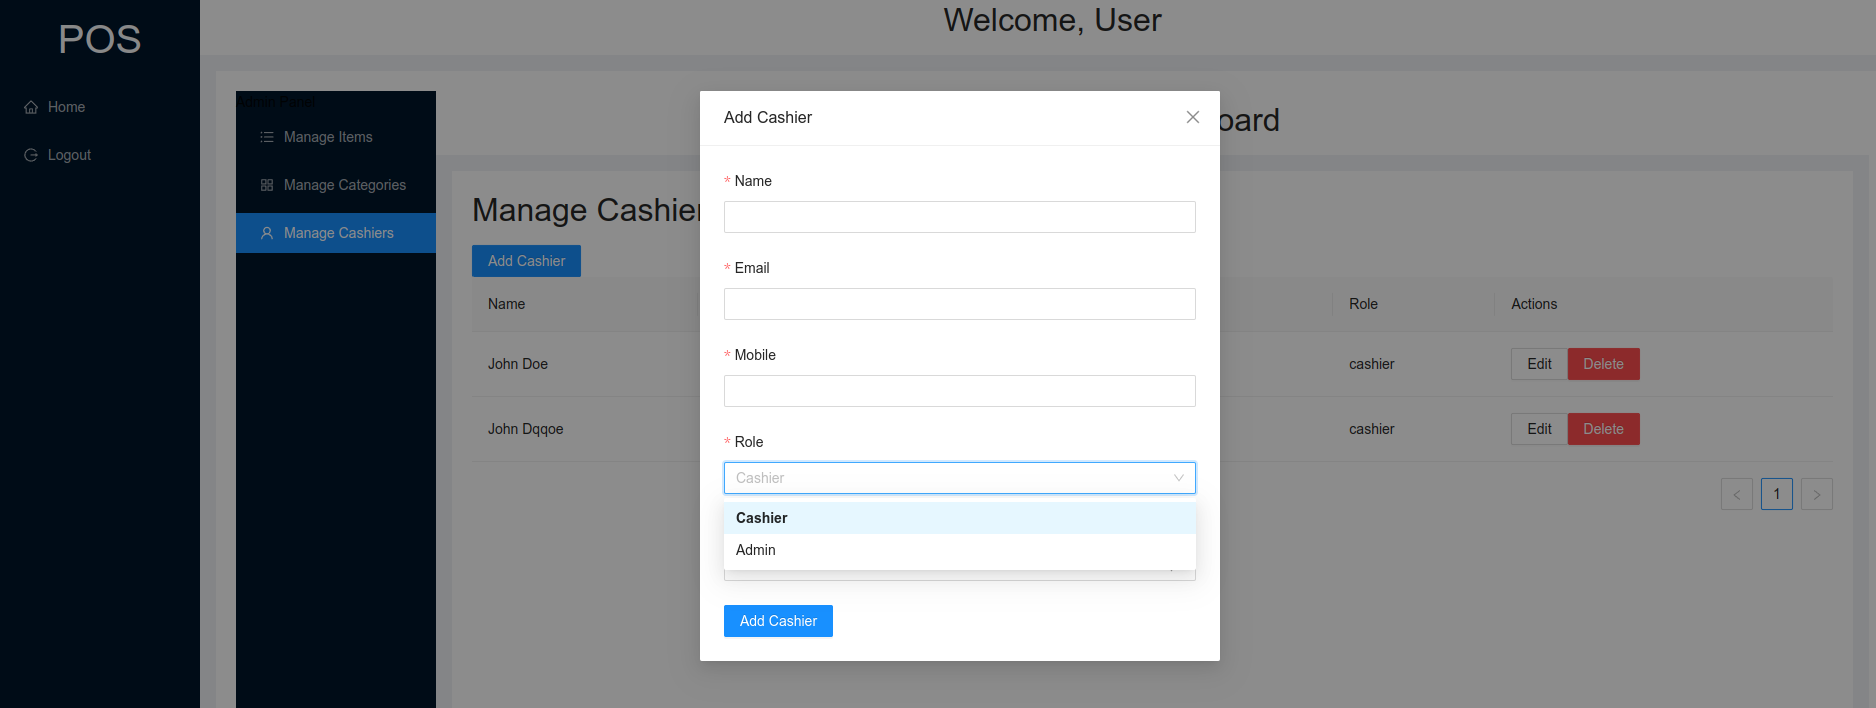 POS
Home
Logout
Welcome, User
Admin Panel
Manage Items
Manage Categories
Manage Cashiers
oard
Manage Cashier
Add Cashier
Name Role Actions
John Doe cashier Edit Delete
John Dqqoe cashier Edit Delete
< 1 >
Add Cashier
* Name
* Email
* Mobile
* Role
Cashier
Cashier
Admin
Add Cashier